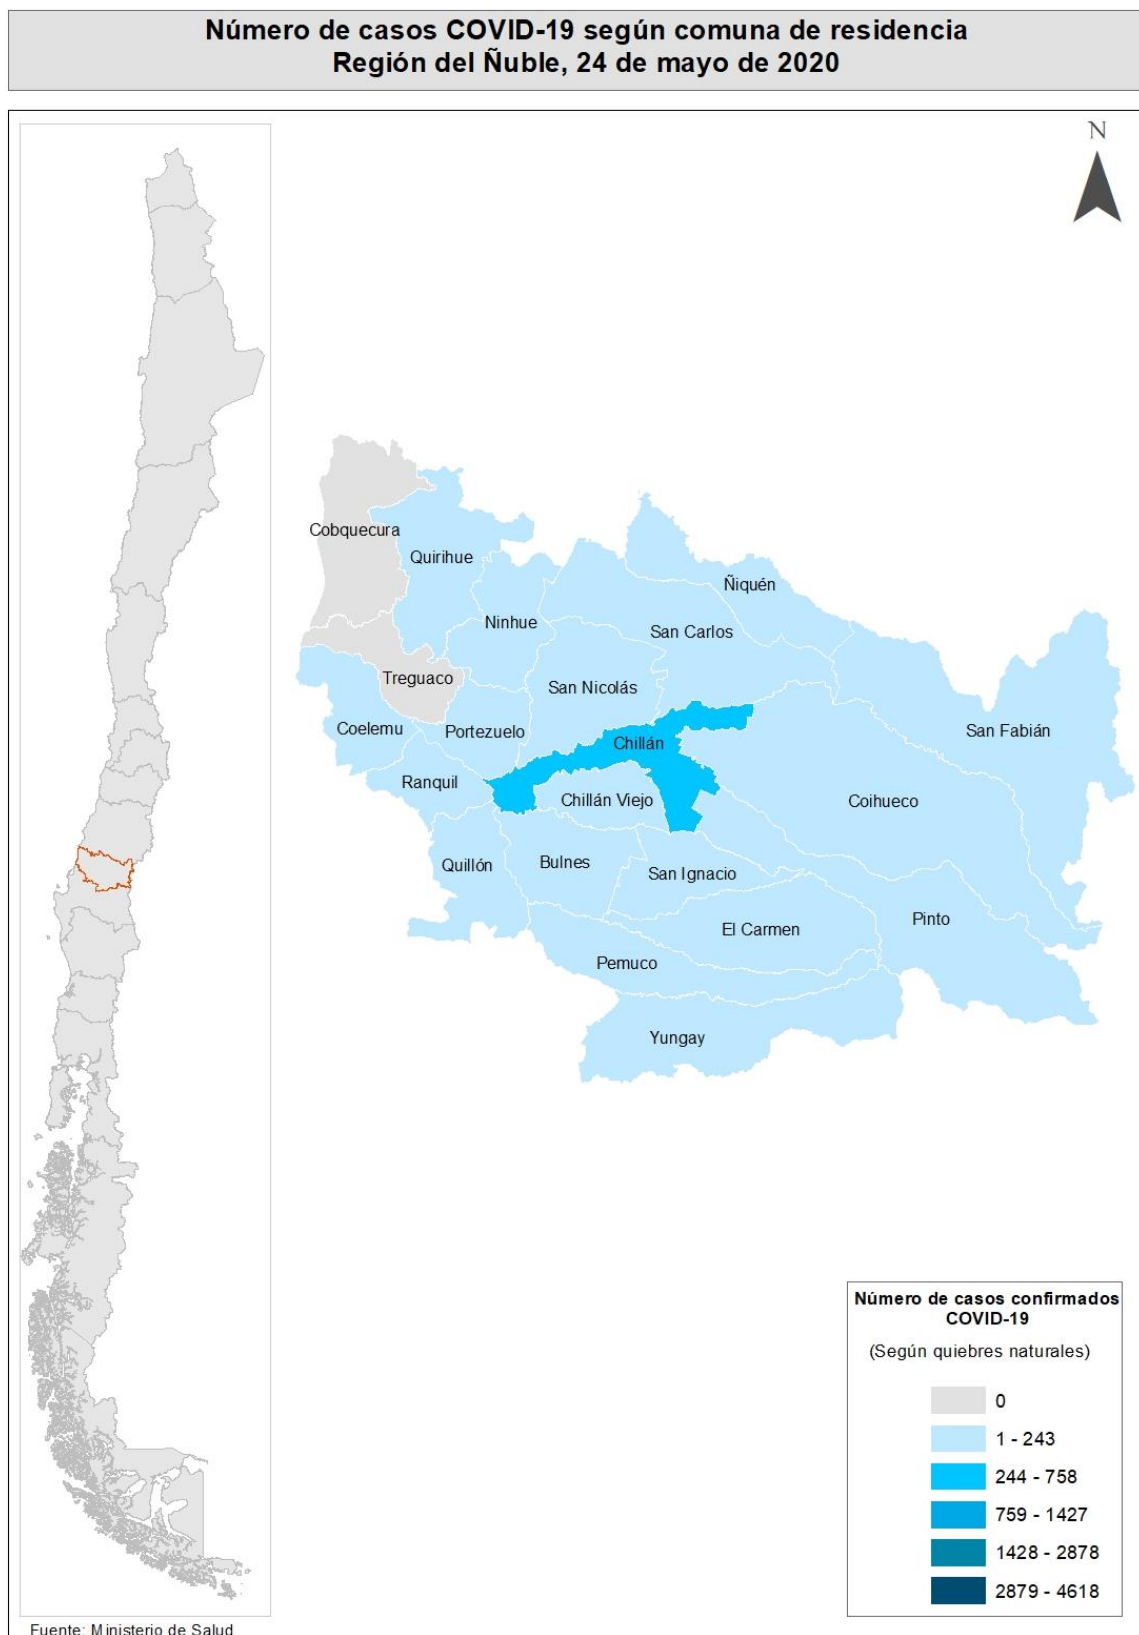 Número de casos COVID-19 según comuna de residencia
Región del Ñuble, 24 de mayo de 2020
N
Cobquecura
Quirihue
Ñiquén
Ninhue
San Carlos
Treguaco
San Nicolás
Coelemu
Portezuelo
Chillán
San Fabián
Ranquil
Chillán Viejo
Coihueco
Quillón
Bulnes
San Ignacio
Pinto
El Carmen
Pemuco
Yungay
Número de casos confirmados
COVID-19
(Según quiebres naturales)
0
1 - 243
244 - 758
759 - 1427
1428 - 2878
2879 - 4618
Fuente: Ministerio de Salud